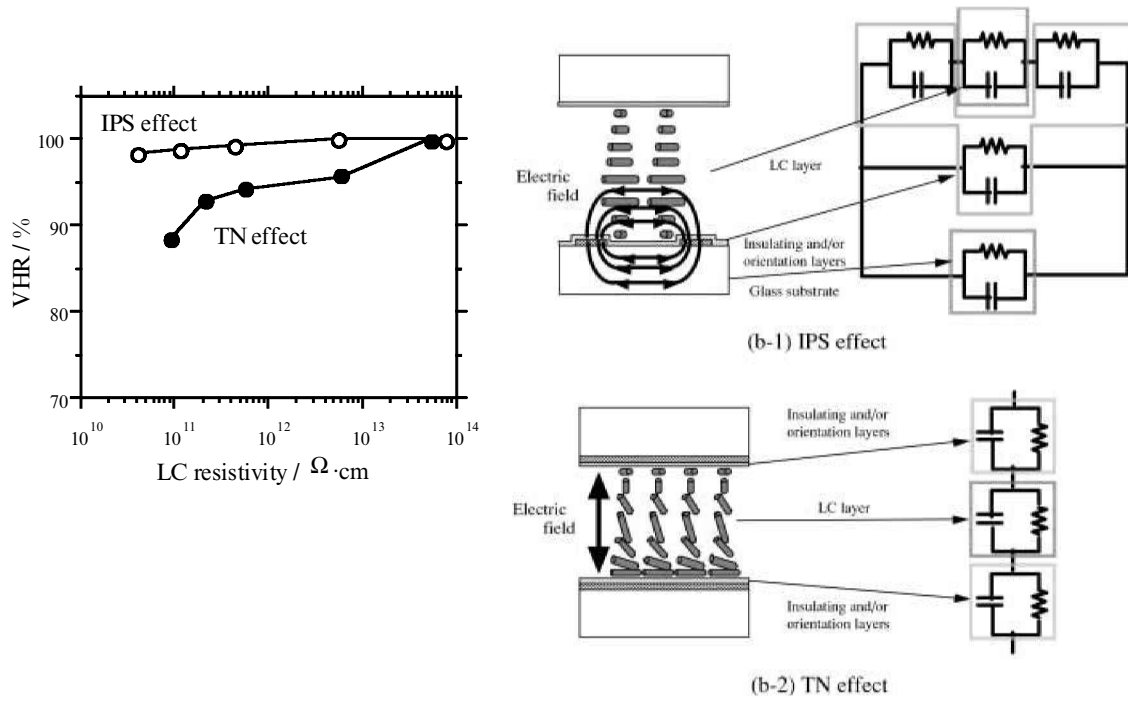 100
90
80
70
VHR / %
IPS effect
TN effect
10^10
10^11
10^12
10^13
10^14
LC resistivity / Ω ·cm
Electric
field
LC layer
Insulating and/or
orientation layers
Glass substrate
(b-1) IPS effect
Insulating and/or
orientation layers
Electric
field
LC layer
Insulating and/or
orientation layers
(b-2) TN effect